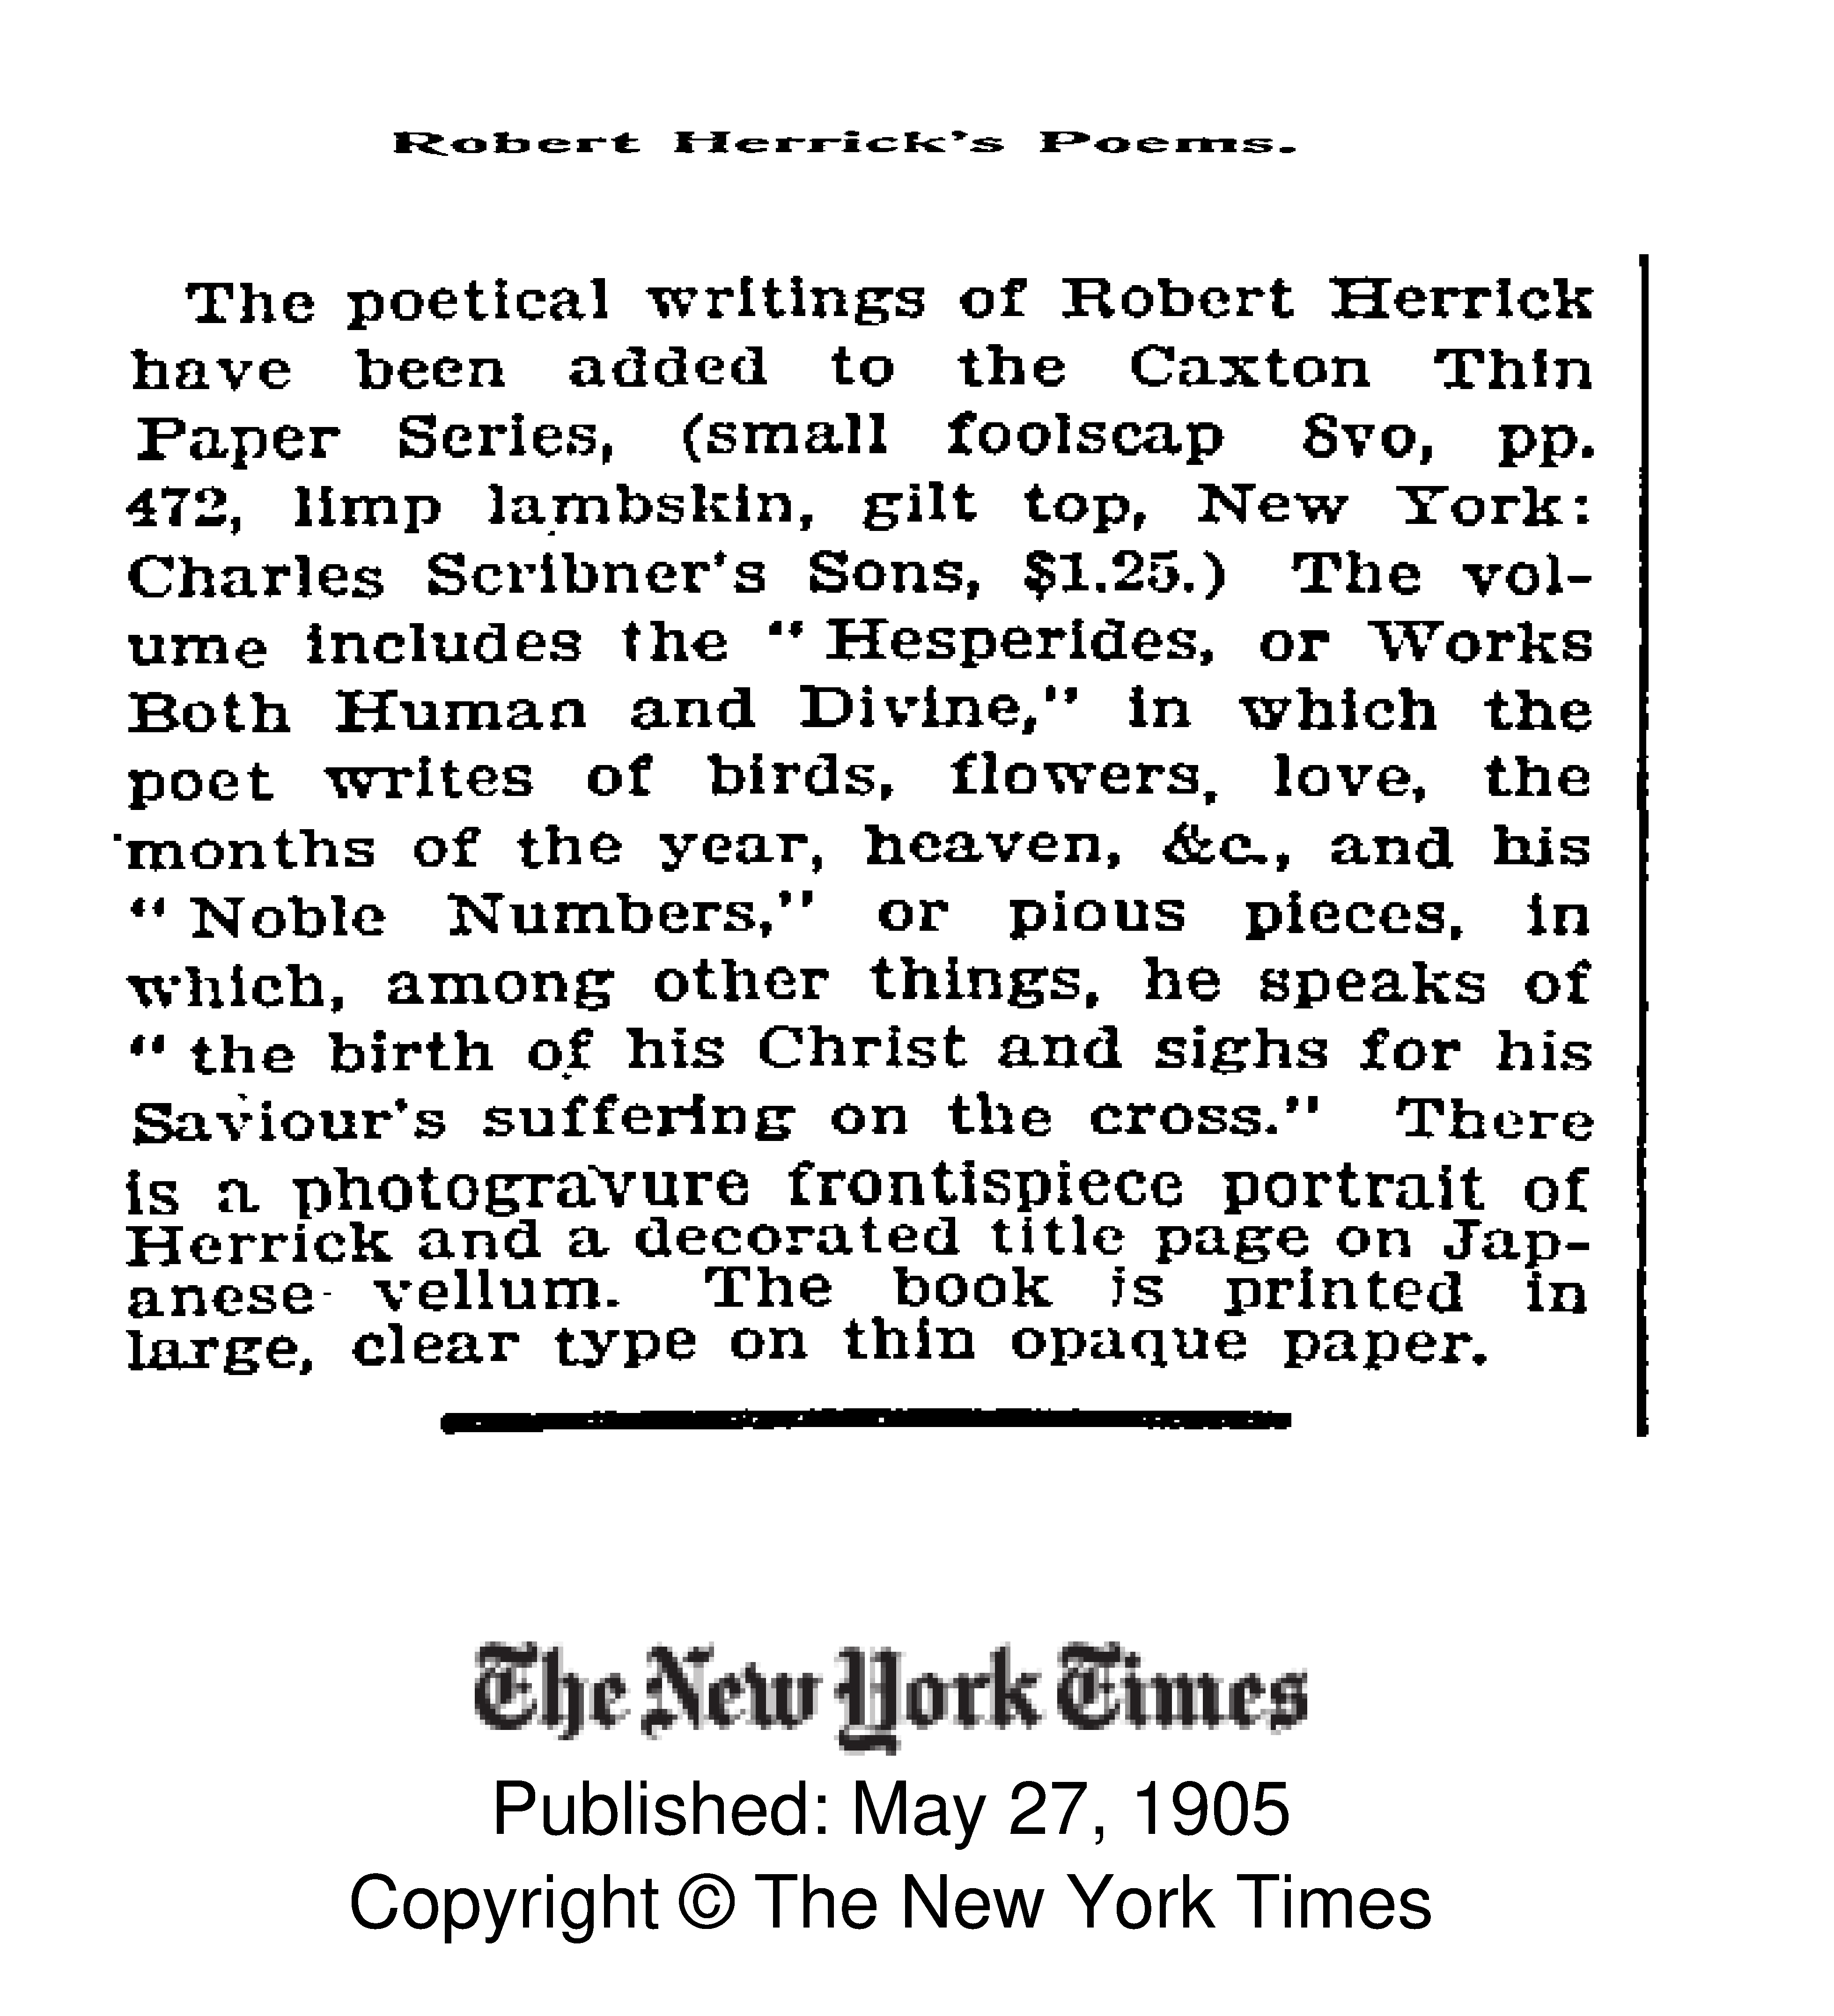 Robert Herrick's Poems.
The poetical writings of Robert Herrick
have been added to the Caxton Thin
Paper Series, (small foolscap 8vo, pp.
472, limp lambskin, gilt top, New York:
Charles Scribner's Sons, $1.25.) The vol-
ume includes the "Hesperides, or Works
Both Human and Divine," in which the
poet writes of birds, flowers, love, the
months of the year, heaven, &c., and his
"Noble Numbers," or pious pieces, in
which, among other things, he speaks of
"the birth of his Christ and sighs for his
Saviour's suffering on the cross." There
is a photogravure frontispiece portrait of
Herrick and a decorated title page on Jap-
anese vellum. The book is printed in
large, clear type on thin opaque paper.
The New York Times
Published: May 27, 1905
Copyright © The New York Times